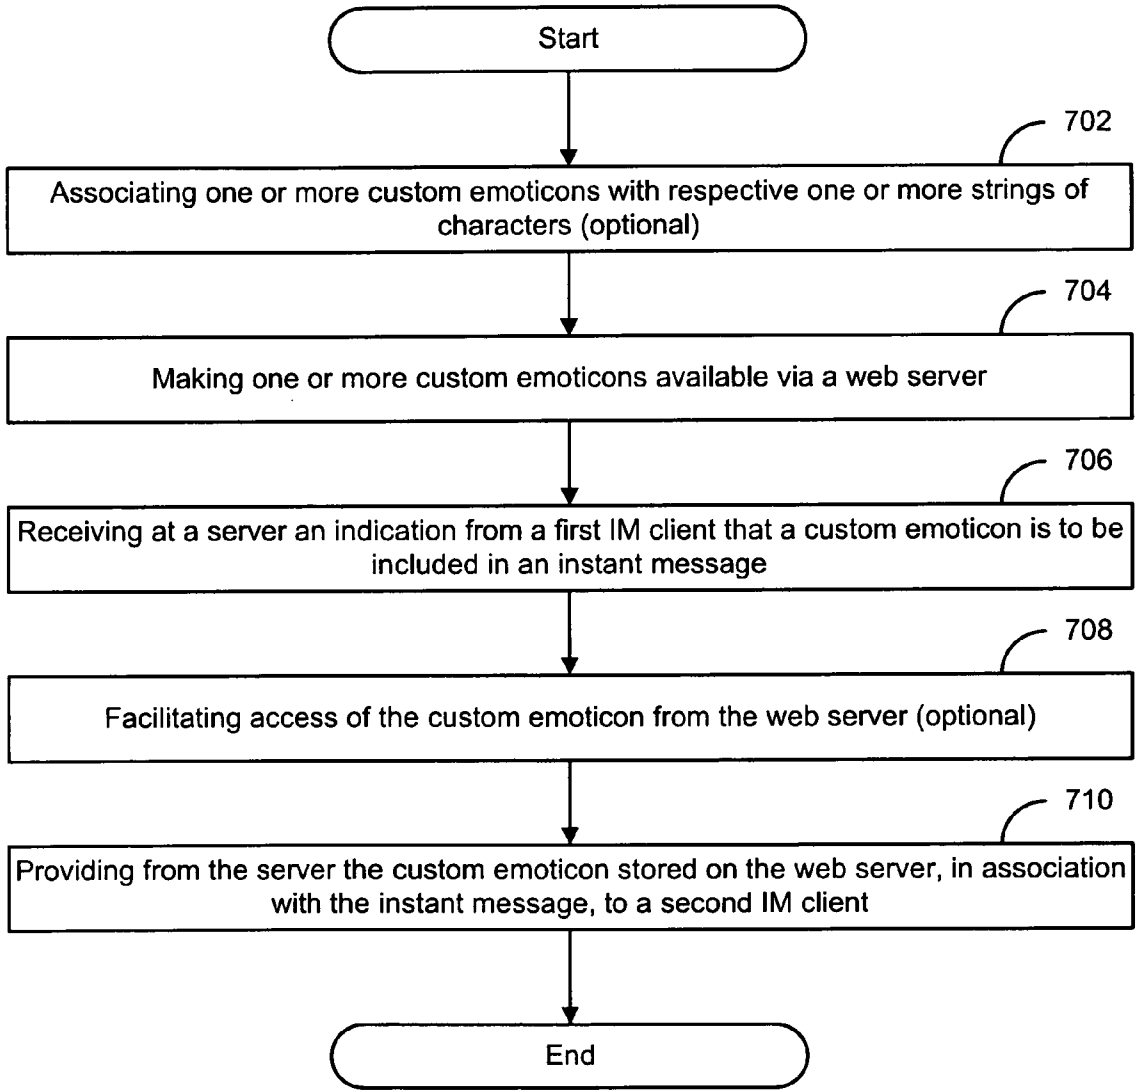 Start
702
Associating one or more custom emoticons with respective one or more strings of
characters (optional)
704
Making one or more custom emoticons available via a web server
706
Receiving at a server an indication from a first IM client that a custom emoticon is to be
included in an instant message
708
Facilitating access of the custom emoticon from the web server (optional)
710
Providing from the server the custom emoticon stored on the web server, in association
with the instant message, to a second IM client
End